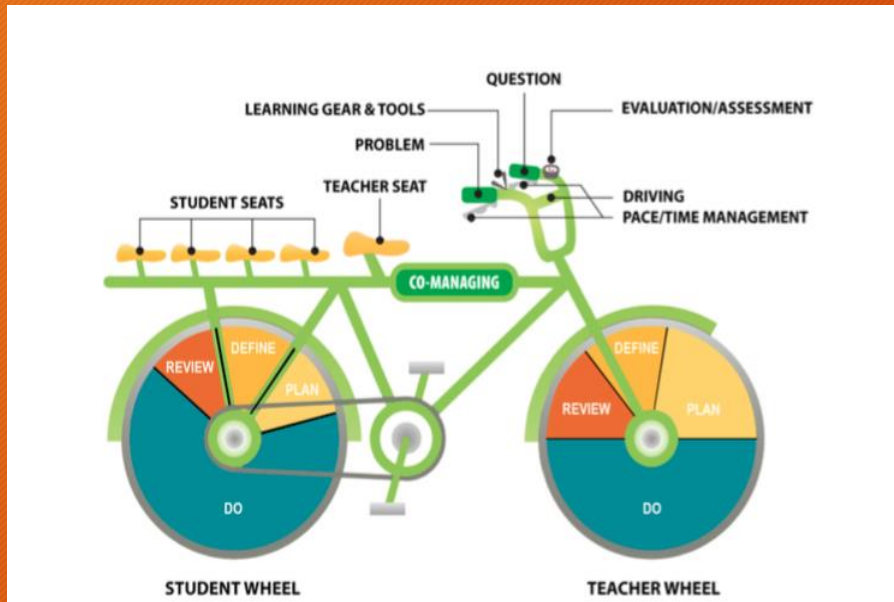 QUESTION
LEARNING GEAR & TOOLS
EVALUATION/ASSESSMENT
PROBLEM
TEACHER SEAT
DRIVING
STUDENT SEATS
PACE/TIME MANAGEMENT
CO-MANAGING
REVIEW
DEFINE
PLAN
DO
REVIEW
DEFINE
PLAN
DO
STUDENT WHEEL
TEACHER WHEEL